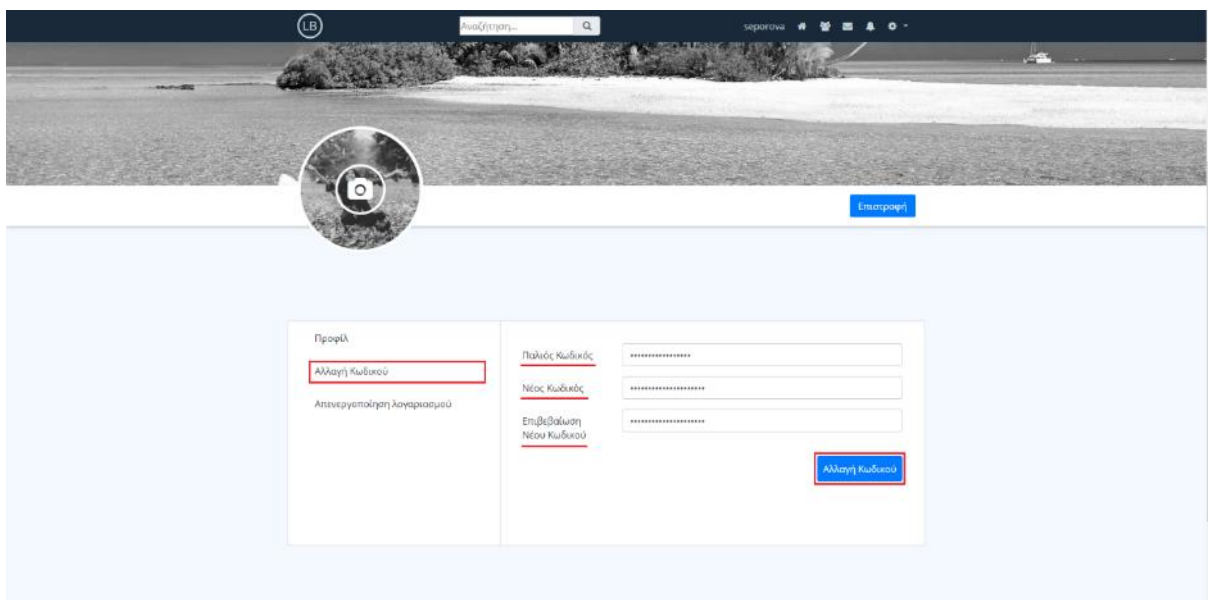 LB
Αναζήτηση...
seporova
Επιστροφή
Προφίλ
Αλλαγή Κωδικού
Απενεργοποίηση λογαριασμού
Παλιός Κωδικός
Νέος Κωδικός
Επιβεβαίωση
Νέου Κωδικού
Αλλαγή Κωδικού